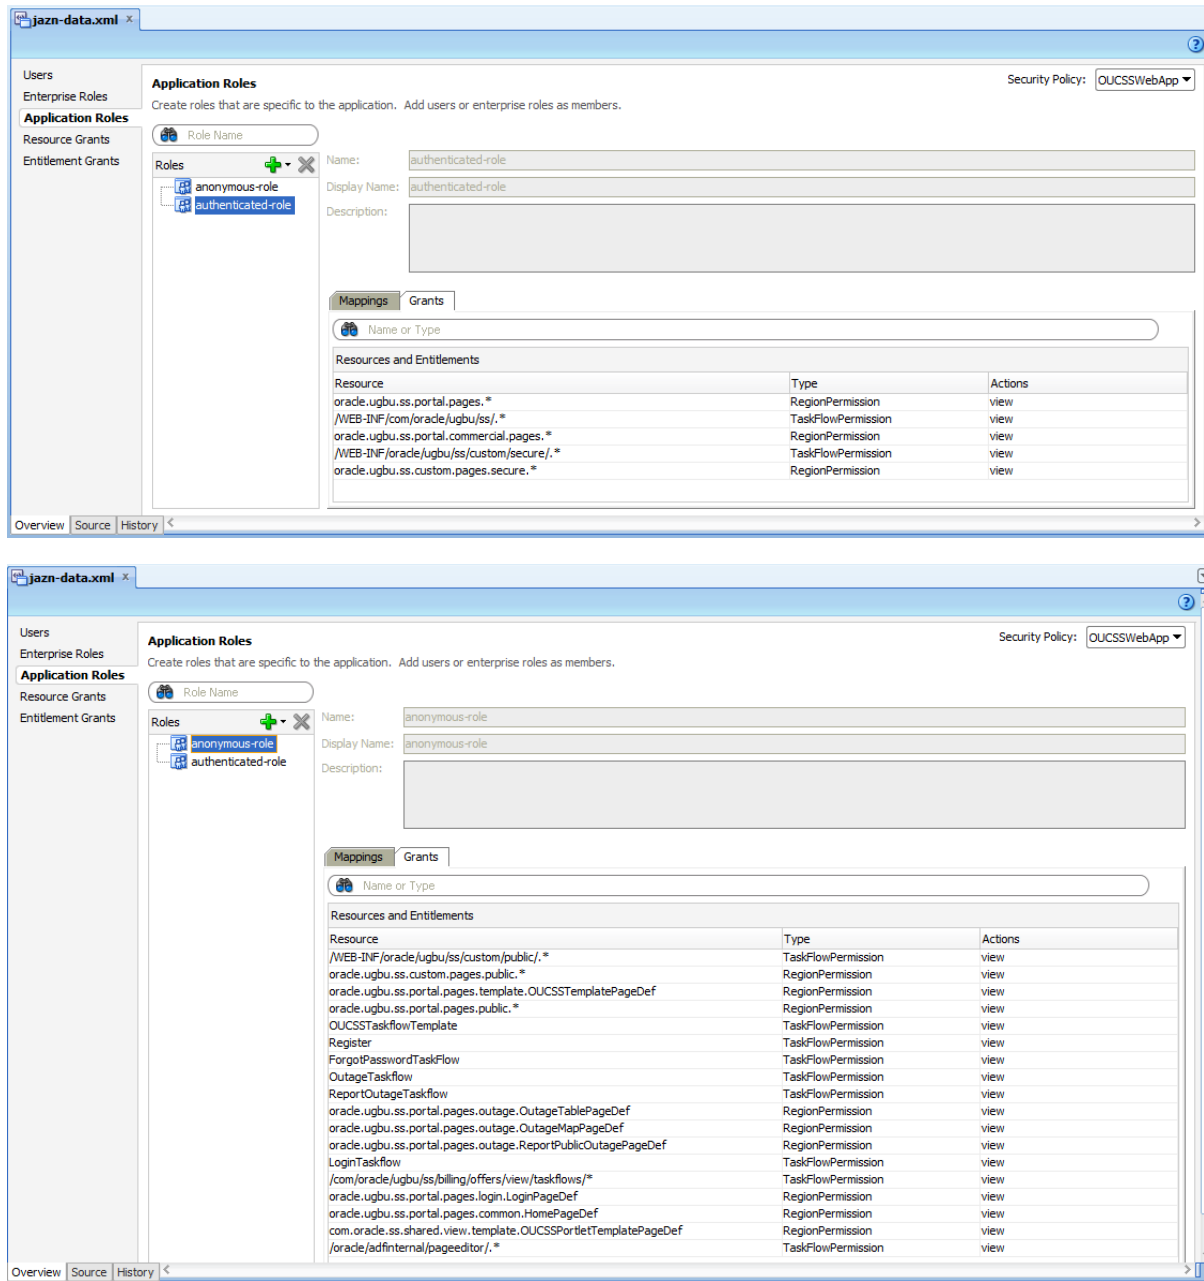 jazn-data.xml x
?
Users
Enterprise Roles
Application Roles
Resource Grants
Entitlement Grants
Application Roles
Security Policy: OUCSSWebApp
Create roles that are specific to the application. Add users or enterprise roles as members.
Role Name
Roles
anonymous-role
authenticated-role
Name: authenticated-role
Display Name: authenticated-role
Description:
Mappings Grants
Name or Type
Resources and Entitlements
Resource Type Actions
oracle.ugbu.ss.portal.pages.* RegionPermission view
/WEB-INF/com/oracle/ugbu/ss/.* TaskFlowPermission view
oracle.ugbu.ss.portal.commercial.pages.* RegionPermission view
/WEB-INF/oracle/ugbu/ss/custom/secure/.* TaskFlowPermission view
oracle.ugbu.ss.custom.pages.secure.* RegionPermission view
Overview Source History
jazn-data.xml x
?
Users
Enterprise Roles
Application Roles
Resource Grants
Entitlement Grants
Application Roles
Security Policy: OUCSSWebApp
Create roles that are specific to the application. Add users or enterprise roles as members.
Role Name
Roles
anonymous-role
authenticated-role
Name: anonymous-role
Display Name: anonymous-role
Description:
Mappings Grants
Name or Type
Resources and Entitlements
Resource Type Actions
/WEB-INF/oracle/ugbu/ss/custom/public/.* TaskFlowPermission view
oracle.ugbu.ss.custom.pages.public.* RegionPermission view
oracle.ugbu.ss.portal.pages.template.OUCSSTemplatePageDef RegionPermission view
oracle.ugbu.ss.portal.pages.public.* RegionPermission view
OUCSSTaskflowTemplate TaskFlowPermission view
Register TaskFlowPermission view
ForgotPasswordTaskFlow TaskFlowPermission view
OutageTaskflow TaskFlowPermission view
ReportOutageTaskflow TaskFlowPermission view
oracle.ugbu.ss.portal.pages.outage.OutageTablePageDef RegionPermission view
oracle.ugbu.ss.portal.pages.outage.OutageMapPageDef RegionPermission view
oracle.ugbu.ss.portal.pages.outage.ReportPublicOutagePageDef RegionPermission view
LoginTaskflow TaskFlowPermission view
/com/oracle/ugbu/ss/billing/offers/view/taskflows/* TaskFlowPermission view
oracle.ugbu.ss.portal.pages.login.LoginPageDef RegionPermission view
oracle.ugbu.ss.portal.pages.common.HomePageDef RegionPermission view
com.oracle.ss.shared.view.template.OUCSSPortletTemplatePageDef RegionPermission view
/oracle/adfinternal/pageeditor/.* TaskFlowPermission view
Overview Source History